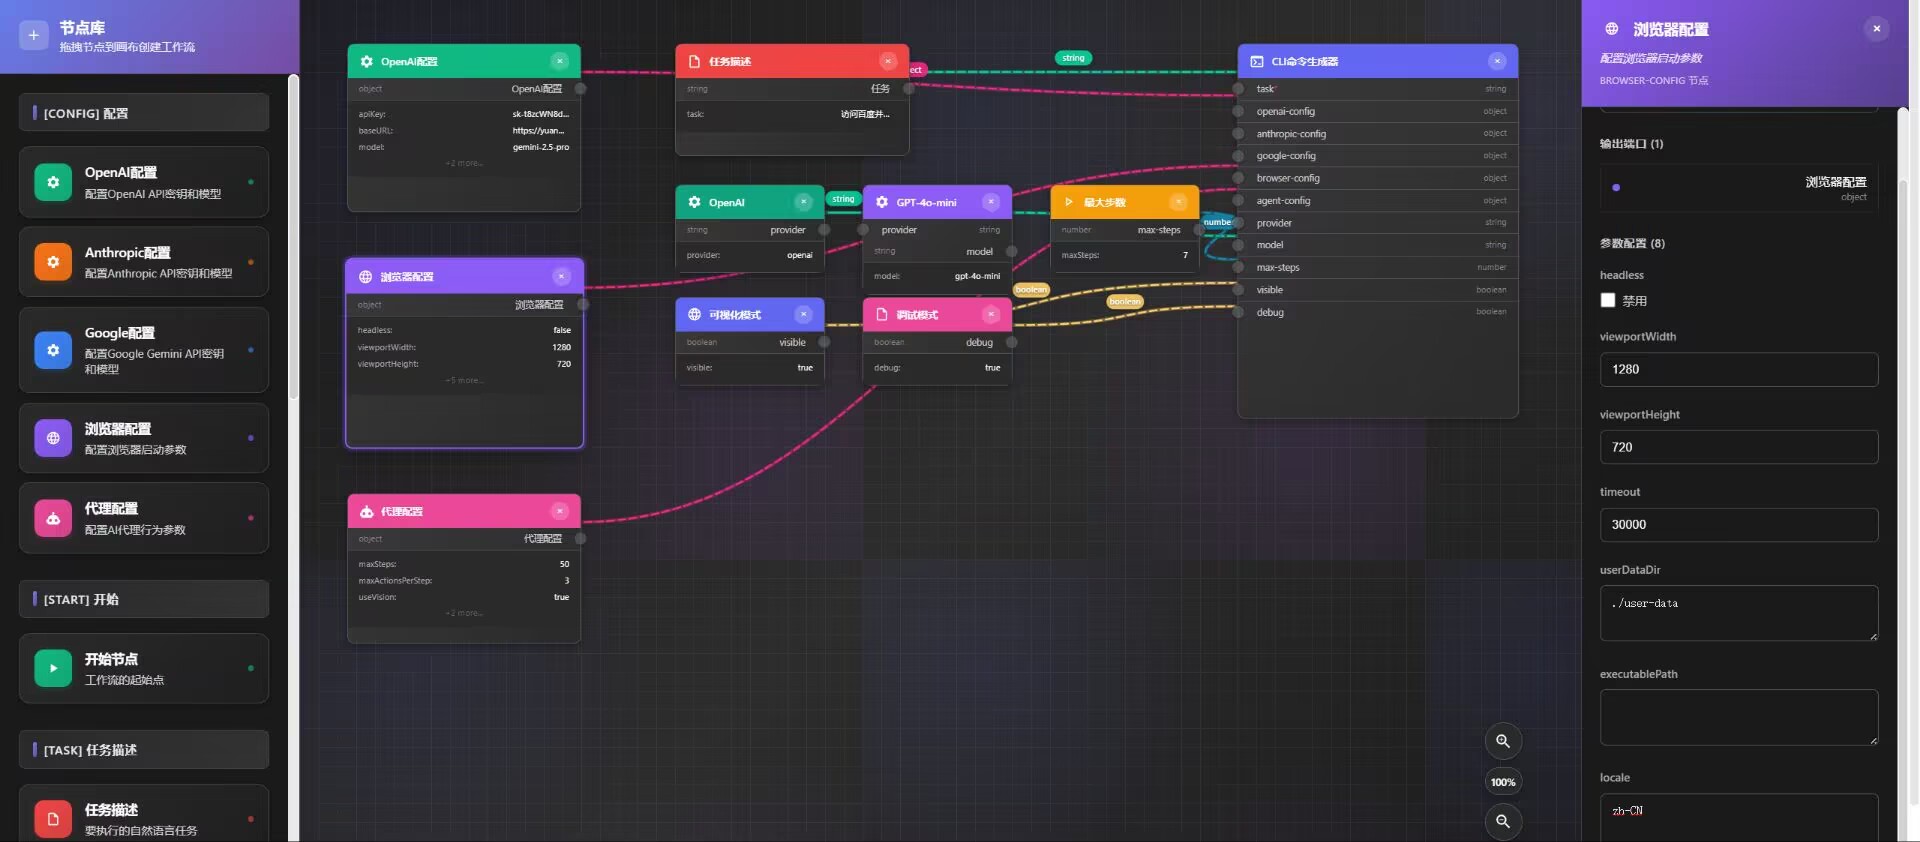 节点库
拖拽节点到画布创建工作流
[CONFIG] 配置
OpenAI配置
配置OpenAI API密钥和模型
Anthropic配置
配置Anthropic API密钥和模型
Google配置
配置Google Gemini API密钥
和模型
浏览器配置
配置浏览器启动参数
代理配置
配置AI代理行为参数
[START] 开始
开始节点
工作流的起始点
[TASK] 任务描述
任务描述
要执行的自然语言任务
OpenAI配置
object
OpenAI配置
apiKey:
sk-t8zcWN8d...
baseURL:
https://yuan...
model:
gemini-2.5-pro
+2 more...
浏览器配置
object
浏览器配置
headless:
false
viewportWidth:
1280
viewportHeight:
720
+5 more...
代理配置
object
代理配置
maxSteps:
50
maxActionsPerStep:
3
useVision:
true
+2 more...
任务描述
string
任务
task:
访问百度并...
ect
string
OpenAI
string
provider
provider:
openai
string
GPT-4o-mini
provider
string
string
model
model:
gpt-4o-mini
最大步数
number
max-steps
maxSteps:
7
numbe
可视化模式
boolean
visible
visible:
true
调试模式
boolean
debug
debug:
true
boolean
boolean
CLI命令生成器
task*
string
openai-config
object
anthropic-config
object
google-config
object
browser-config
object
agent-config
object
provider
string
model
string
max-steps
number
visible
boolean
debug
boolean
100%
浏览器配置
配置浏览器启动参数
BROWSER-CONFIG 节点
输出端口 (1)
浏览器配置
object
参数配置 (8)
headless
禁用
viewportWidth
1280
viewportHeight
720
timeout
30000
userDataDir
./user-data
executablePath
locale
zh-CN